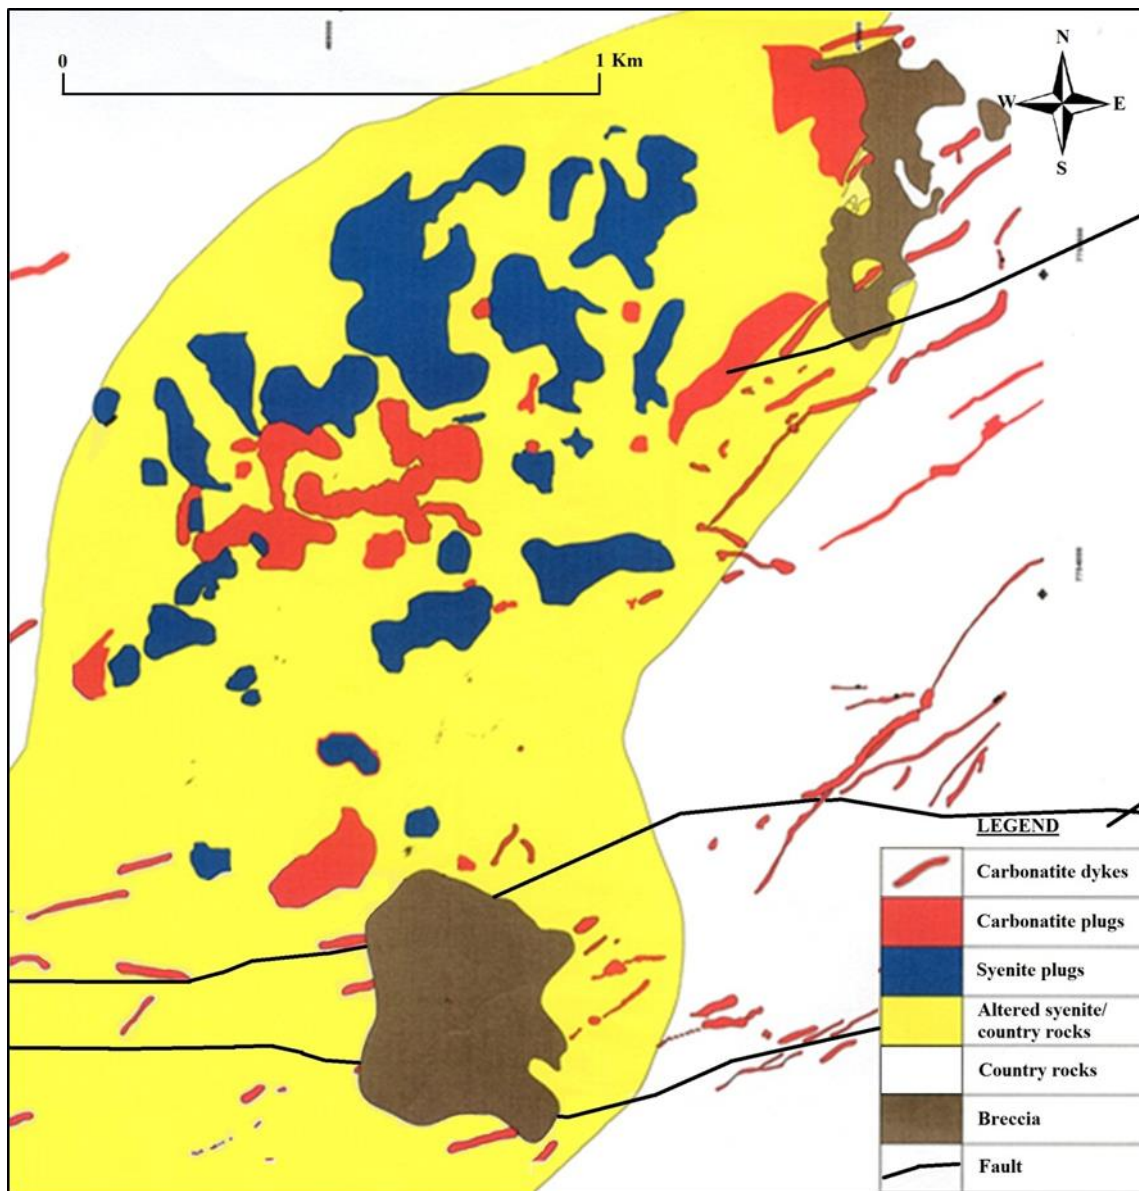 N
0
1 Km
W
E
S
LEGEND
Carbonatite dykes
Carbonatite plugs
Syenite plugs
Altered syenite/
country rocks
Country rocks
Breccia
Fault